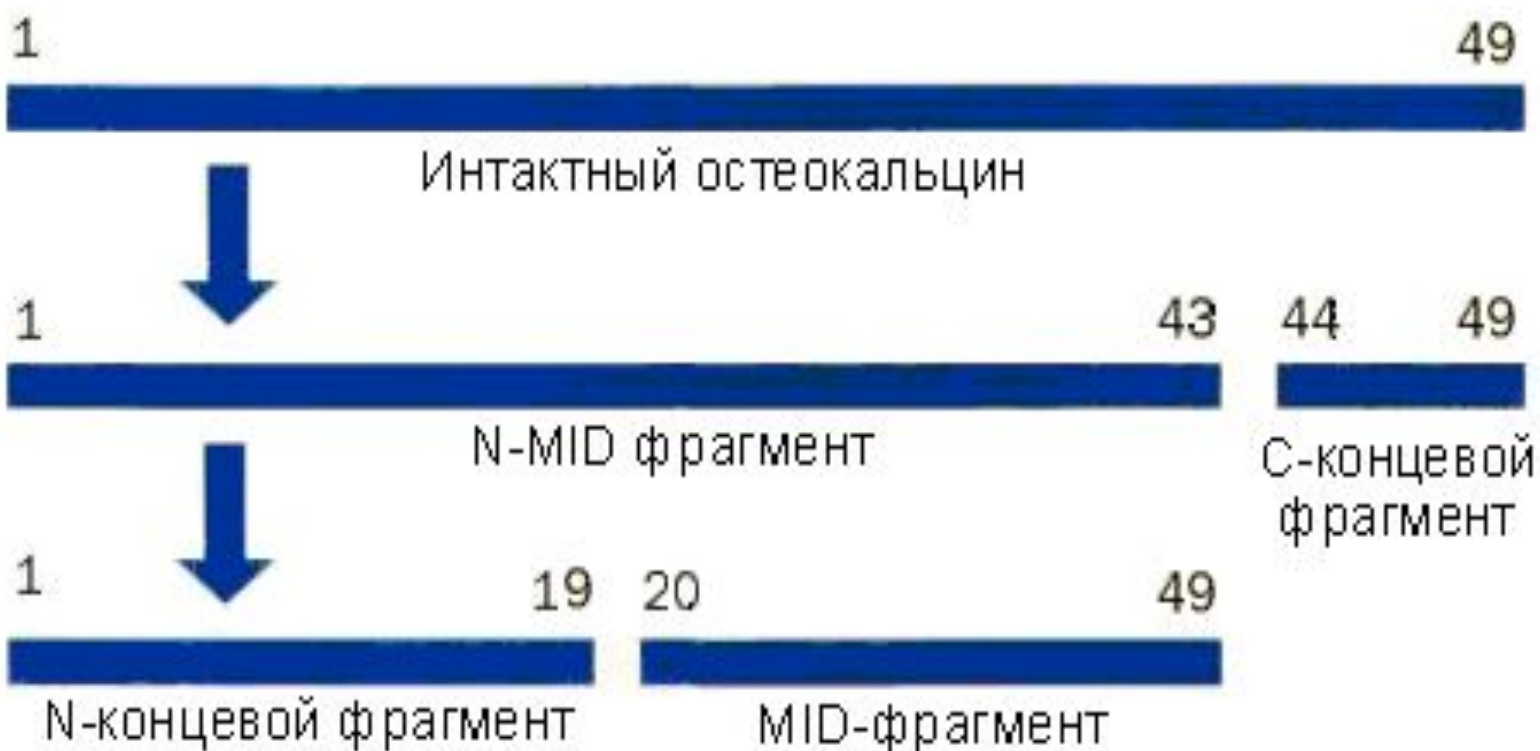 1 49
Интактный остеокальцин
1 43 44 49
N-MID фрагмент
С-концевой
фрагмент
1 19 20 49
N-концевой фрагмент
MID-фрагмент